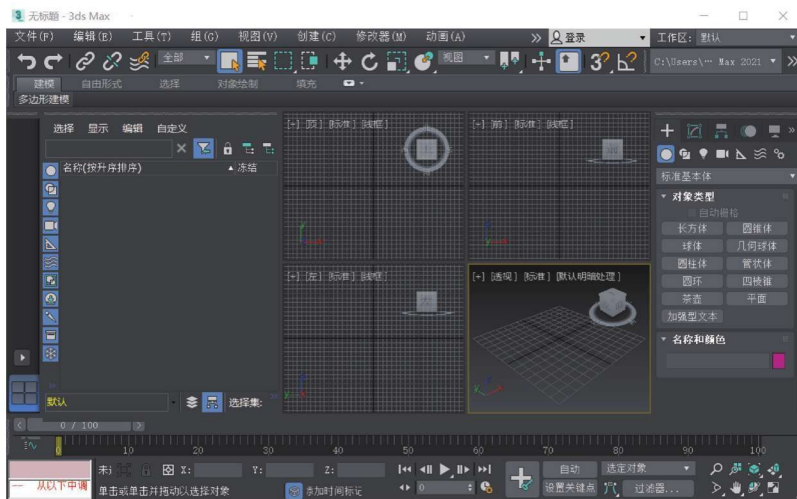 3 无标题 - 3ds Max
文件(F) 编辑(E) 工具(T) 组(G) 视图(V) 创建(C) 修改器(M) 动画(A) » 登录 工作区: 默认
全部 视图 C:\Users\… Max 2021
建模 自由形式 选择 对象绘制 填充
多边形建模
选择 显示 编辑 自定义
名称(按升序排序) ▲ 冻结
[+] [顶] [标准] [线框]
[+] [前] [标准] [线框]
[+] [左] [标准] [线框]
[+] [透视] [标准] [默认明暗处理]
标准基本体
对象类型
自动栅格
长方体 圆锥体
球体 几何球体
圆柱体 管状体
圆环 四棱锥
茶壶 平面
加强型文本
名称和颜色
默认 选择集:
0 / 100
0 10 20 30 40 50 60 70 80 90 100
X: Y: Z: 自动 选定对象
从以下中调 单击或单击并拖动以选择对象 添加时间标记 0 设置关键点 过滤器...